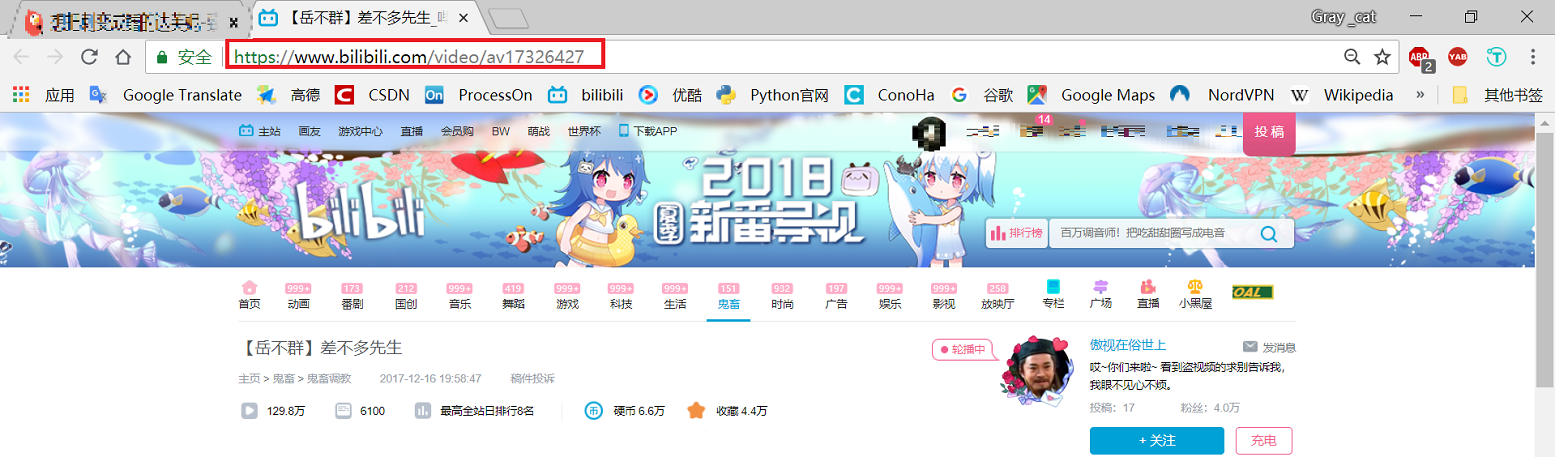 【岳不群】差不多先生_
Gray_cat
安全 https://www.bilibili.com/video/av17326427
ABP 2 YAB T
应用 Google Translate 高德 CSDN ProcessOn bilibili 优酷 Python官网 ConoHa 谷歌 Google Maps NordVPN Wikipedia » 其他书签
主站 画友 游戏中心 直播 会员购 BW 萌战 世界杯 下载APP 14 投稿
bilibili
2018
夏季 新番导视
排行榜 百万调音师！把吃甜甜圈写成电音
999+ 173 212 999+ 419 999+ 999+ 999+ 151 932 197 999+ 999+ 258
首页 动画 番剧 国创 音乐 舞蹈 游戏 科技 生活 鬼畜 时尚 广告 娱乐 影视 放映厅 专栏 广场 直播 小黑屋
【岳不群】差不多先生
轮播中
傲视在俗世上 发消息
哎~你们来啦~ 看到盗视频的求别告诉我，
我眼不见心不烦。
主页 > 鬼畜 > 鬼畜调教 2017-12-16 19:58:47 稿件投诉
投稿：17 粉丝：4.0万
129.8万 6100 最高全站日排行8名 硬币 6.6万 收藏 4.4万
+ 关注 充电